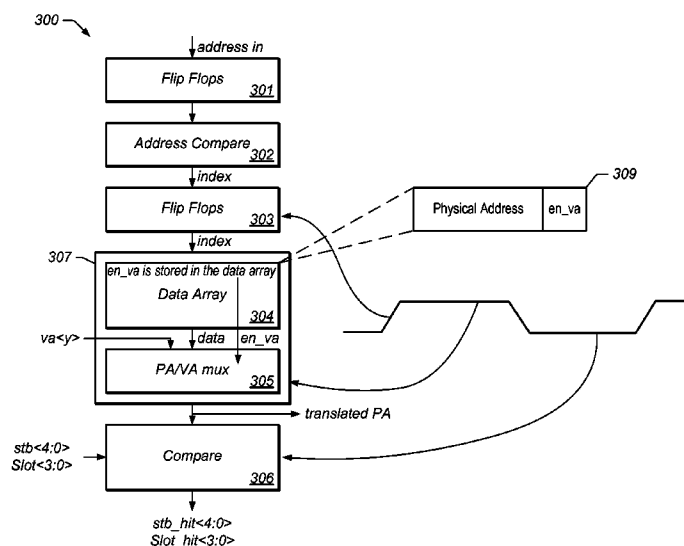 300
address in
Flip Flops
301
Address Compare
302
index
Flip Flops
303
309
Physical Address
en_va
index
307
en_va is stored in the data array
Data Array
304
va<y>
data
en_va
PA/VA mux
305
translated PA
stb<4:0>
Slot<3:0>
Compare
306
stb_hit<4:0>
Slot_hit<3:0>